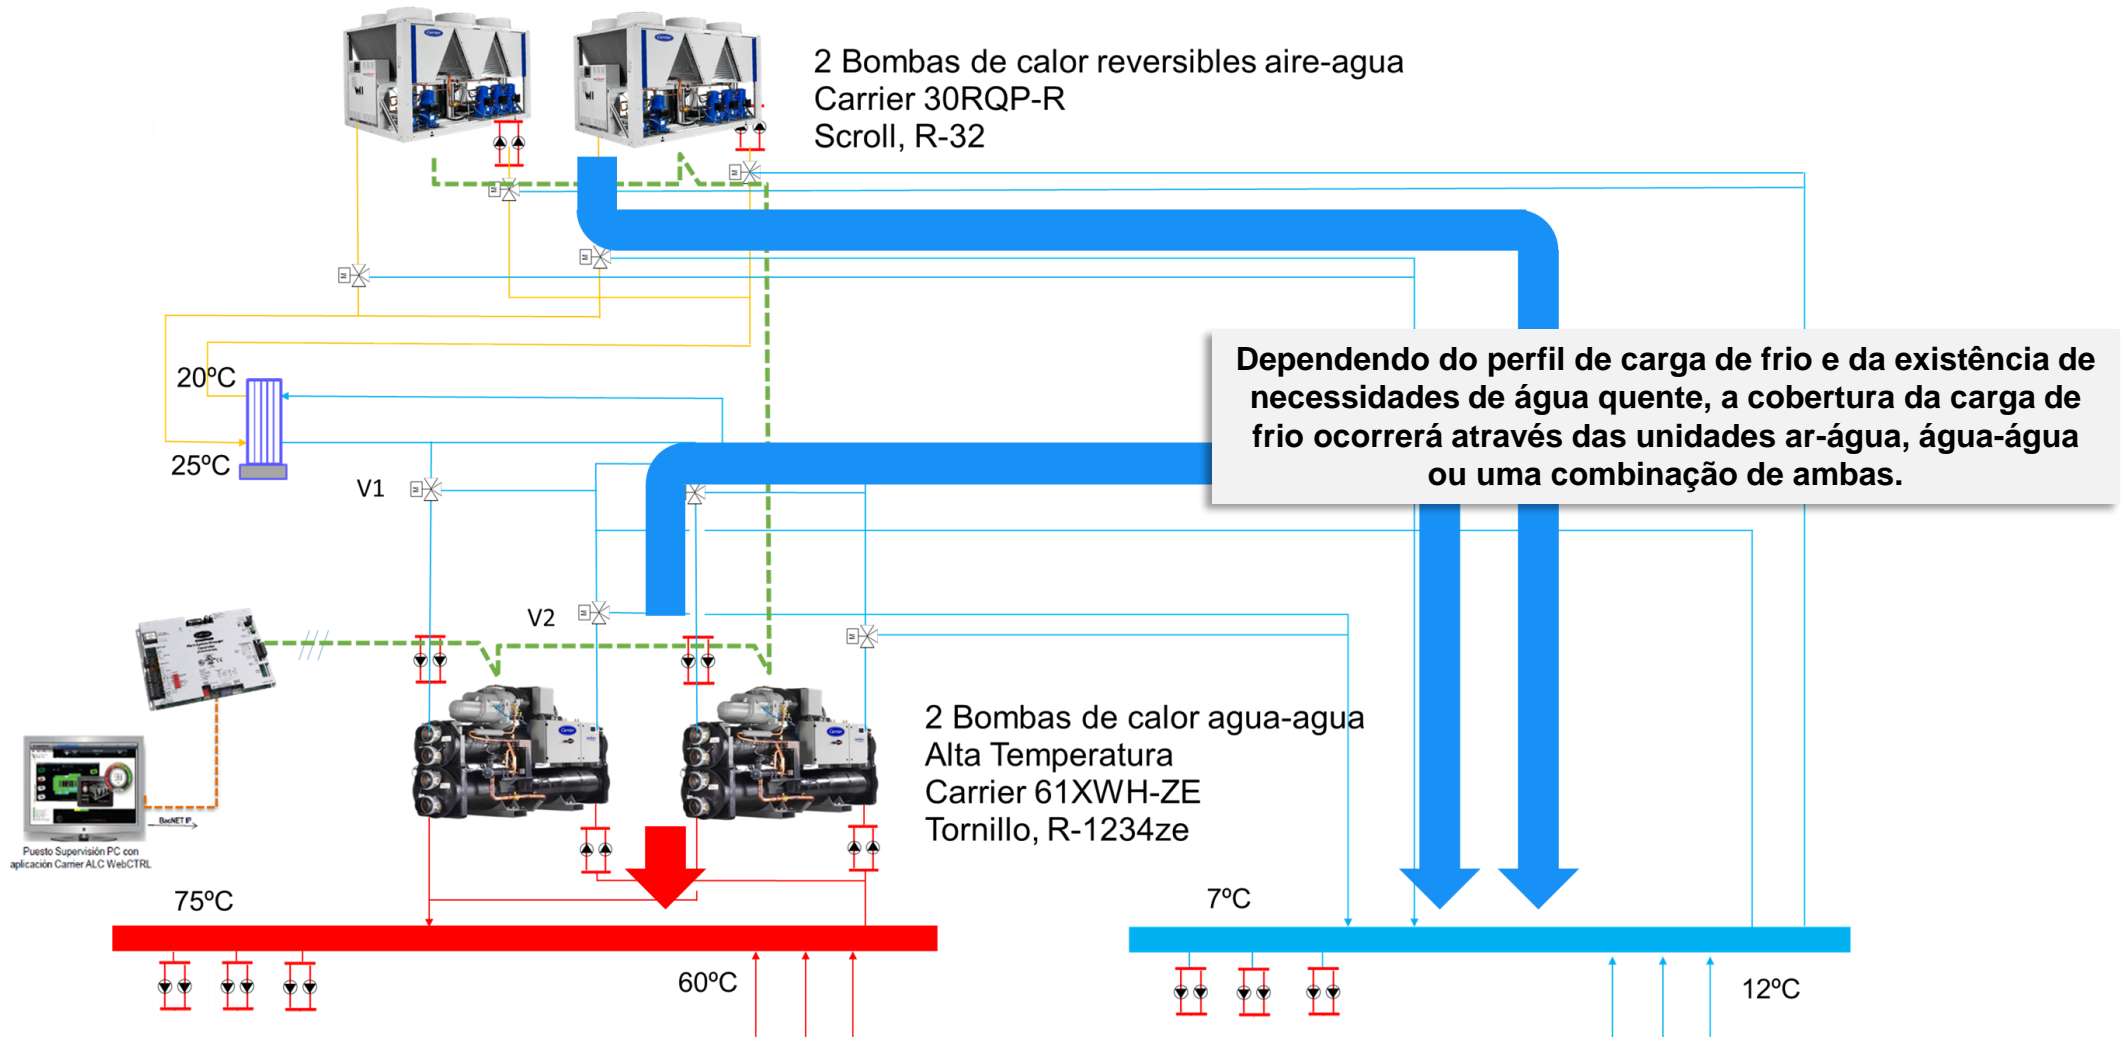 2 Bombas de calor reversibles aire-agua
Carrier 30RQP-R
Scroll, R-32
M
M
M
M
20ºC
25ºC
Dependendo do perfil de carga de frio e da existência de
necessidades de água quente, a cobertura da carga de
frio ocorrerá através das unidades ar-água, água-água
ou uma combinação de ambas.
V1
M
V2
M
M
2 Bombas de calor agua-agua
Alta Temperatura
Carrier 61XWH-ZE
Tornillo, R-1234ze
BacNET IP
Puesto Supervisión PC con
aplicación Carrier ALC WebCTRL
75ºC
60ºC
7ºC
12ºC